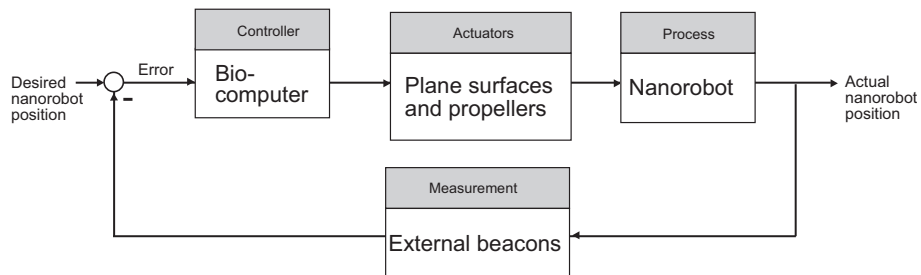 Controller
Actuators
Process
Desired
nanorobot
position
Error
-
Bio-
computer
Plane surfaces
and propellers
Nanorobot
Actual
nanorobot
position
Measurement
External beacons